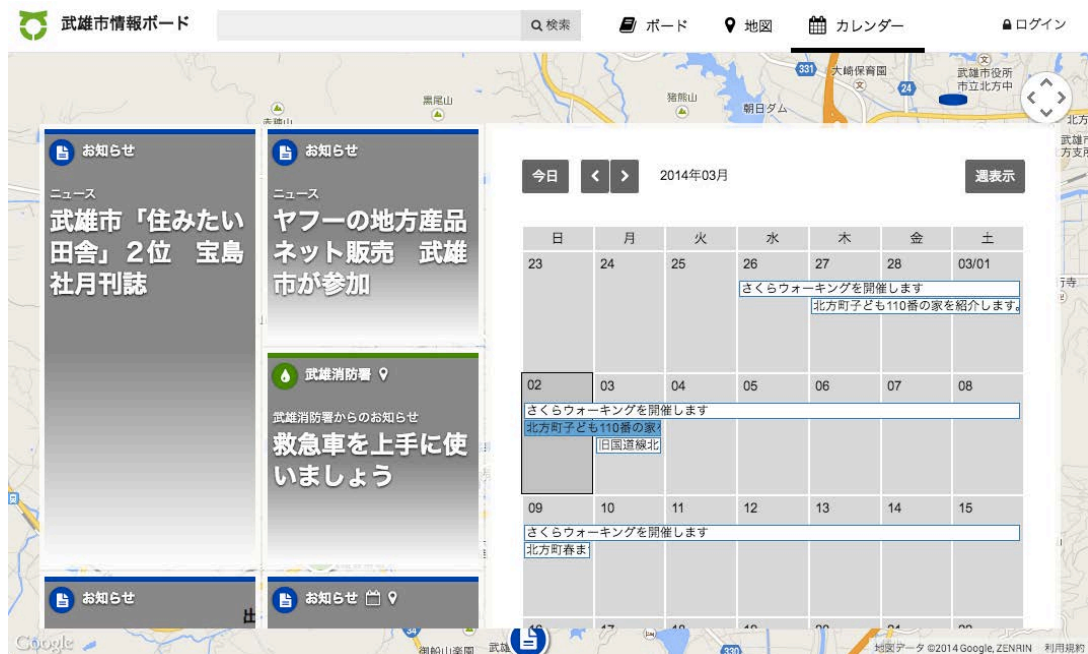 武雄市情報ボード
検索
ボード
地図
カレンダー
ログイン
331
大崎保育園
24
武雄市役所
市立北方中
黒尾山
猪熊山
朝日ダム
お知らせ
ニュース
武雄市「住みたい
田舎」2位 宝島
社月刊誌
お知らせ
ニュース
ヤフーの地方産品
ネット販売 武雄
市が参加
武雄消防署
武雄消防署からのお知らせ
救急車を上手に使
いましょう
お知らせ
お知らせ
今日
2014年03月
週表示
日 月 火 水 木 金 土
23 24 25 26 27 28 03/01
さくらウォーキングを開催します
北方町子ども110番の家を紹介します。
02 03 04 05 06 07 08
さくらウォーキングを開催します
北方町子ども110番の家
旧国道線北
09 10 11 12 13 14 15
さくらウォーキングを開催します
北方町春ま
Google
御船山楽園
武雄
330
地図データ ©2014 Google, ZENRIN
利用規約